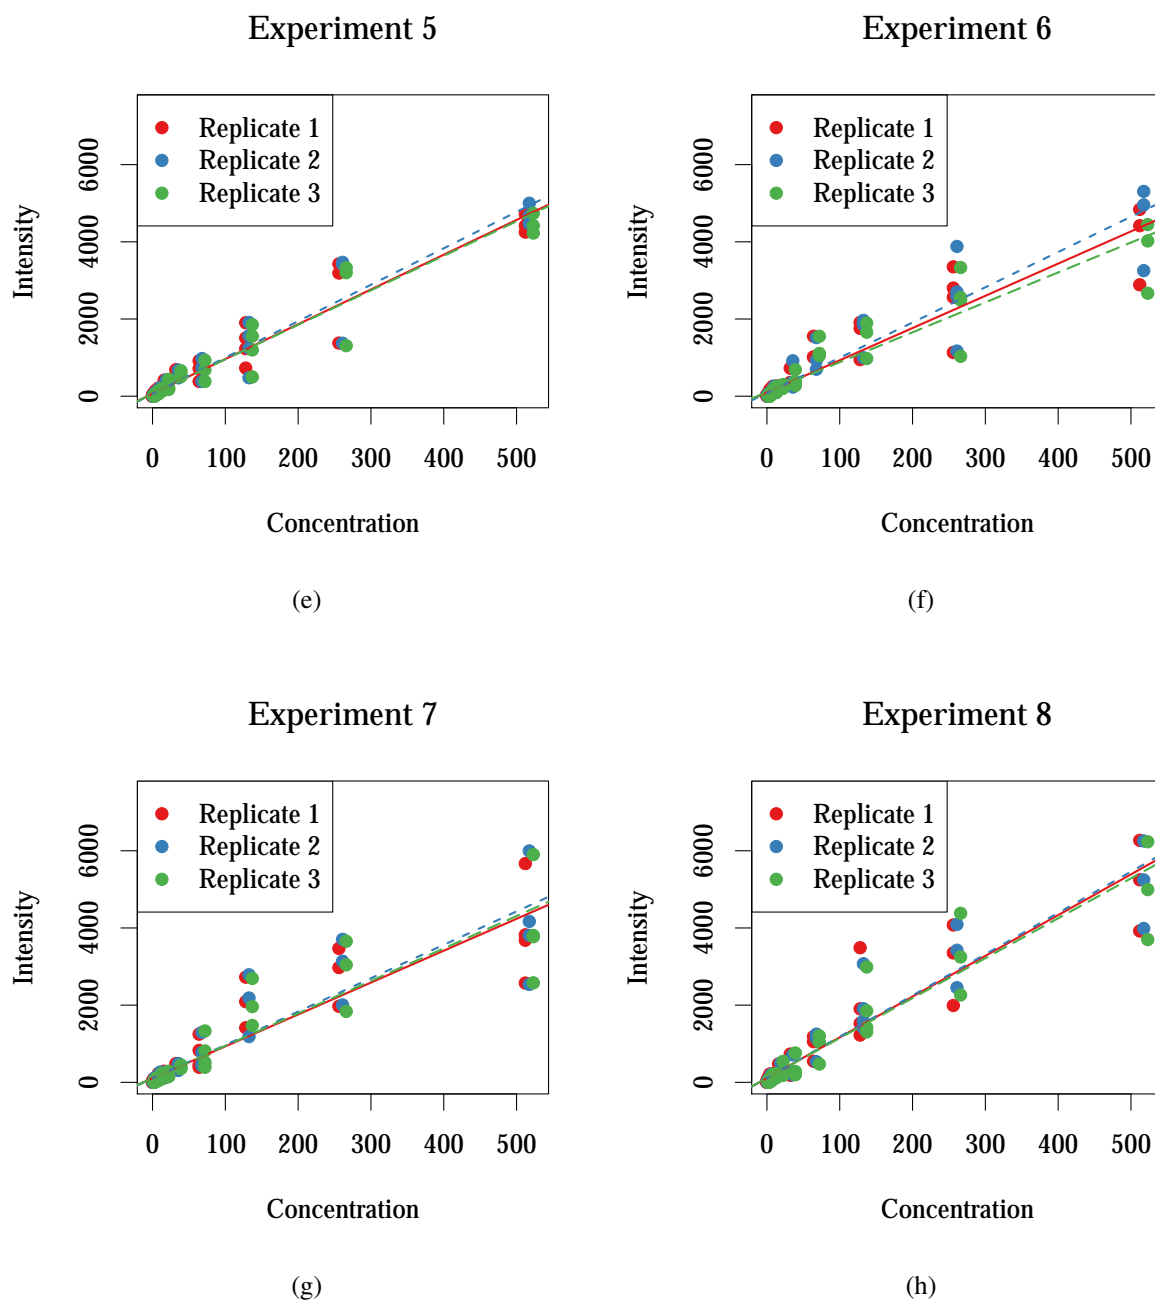 Experiment 5
Replicate 1
Replicate 2
Replicate 3
Intensity
0 2000 4000 6000
0 100 200 300 400 500
Concentration
(e)
Experiment 6
Replicate 1
Replicate 2
Replicate 3
Intensity
0 2000 4000 6000
0 100 200 300 400 500
Concentration
(f)
Experiment 7
Replicate 1
Replicate 2
Replicate 3
Intensity
0 2000 4000 6000
0 100 200 300 400 500
Concentration
(g)
Experiment 8
Replicate 1
Replicate 2
Replicate 3
Intensity
0 2000 4000 6000
0 100 200 300 400 500
Concentration
(h)